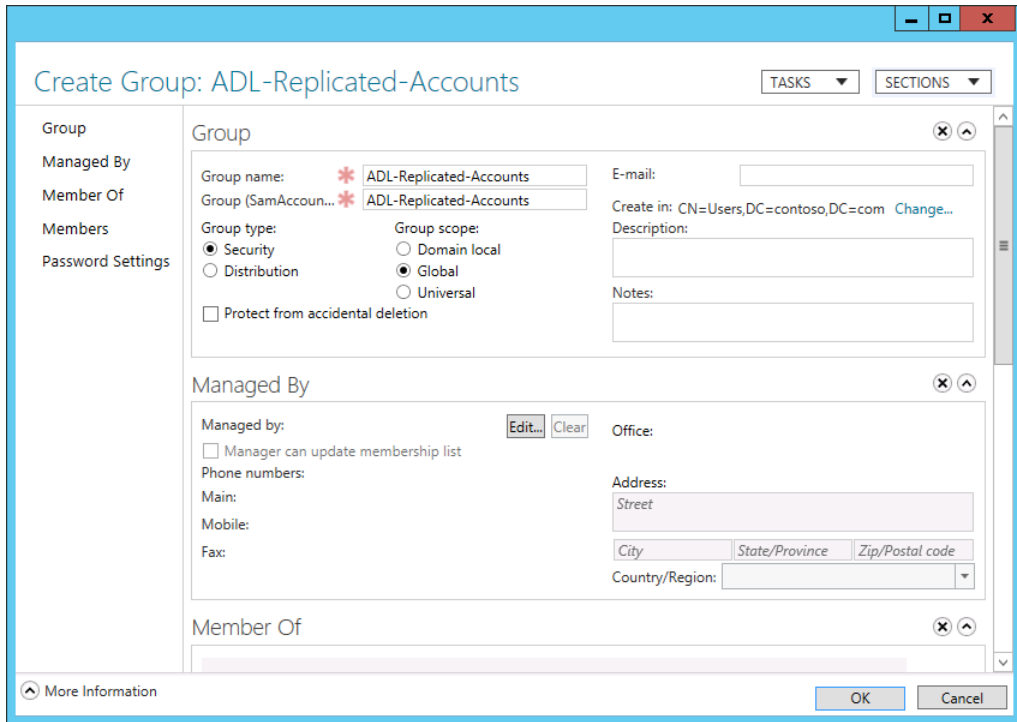 Create Group: ADL-Replicated-Accounts
TASKS
SECTIONS
Group
Managed By
Member Of
Members
Password Settings
Group
Group name: ADL-Replicated-Accounts
Group (SamAccoun... ADL-Replicated-Accounts
Group type:
Security
Distribution
Group scope:
Domain local
Global
Universal
Protect from accidental deletion
E-mail:
Create in: CN=Users,DC=contoso,DC=com Change...
Description:
Notes:
Managed By
Managed by: Edit... Clear
Manager can update membership list
Phone numbers:
Main:
Mobile:
Fax:
Office:
Address:
Street
City State/Province Zip/Postal code
Country/Region:
Member Of
More Information
OK Cancel